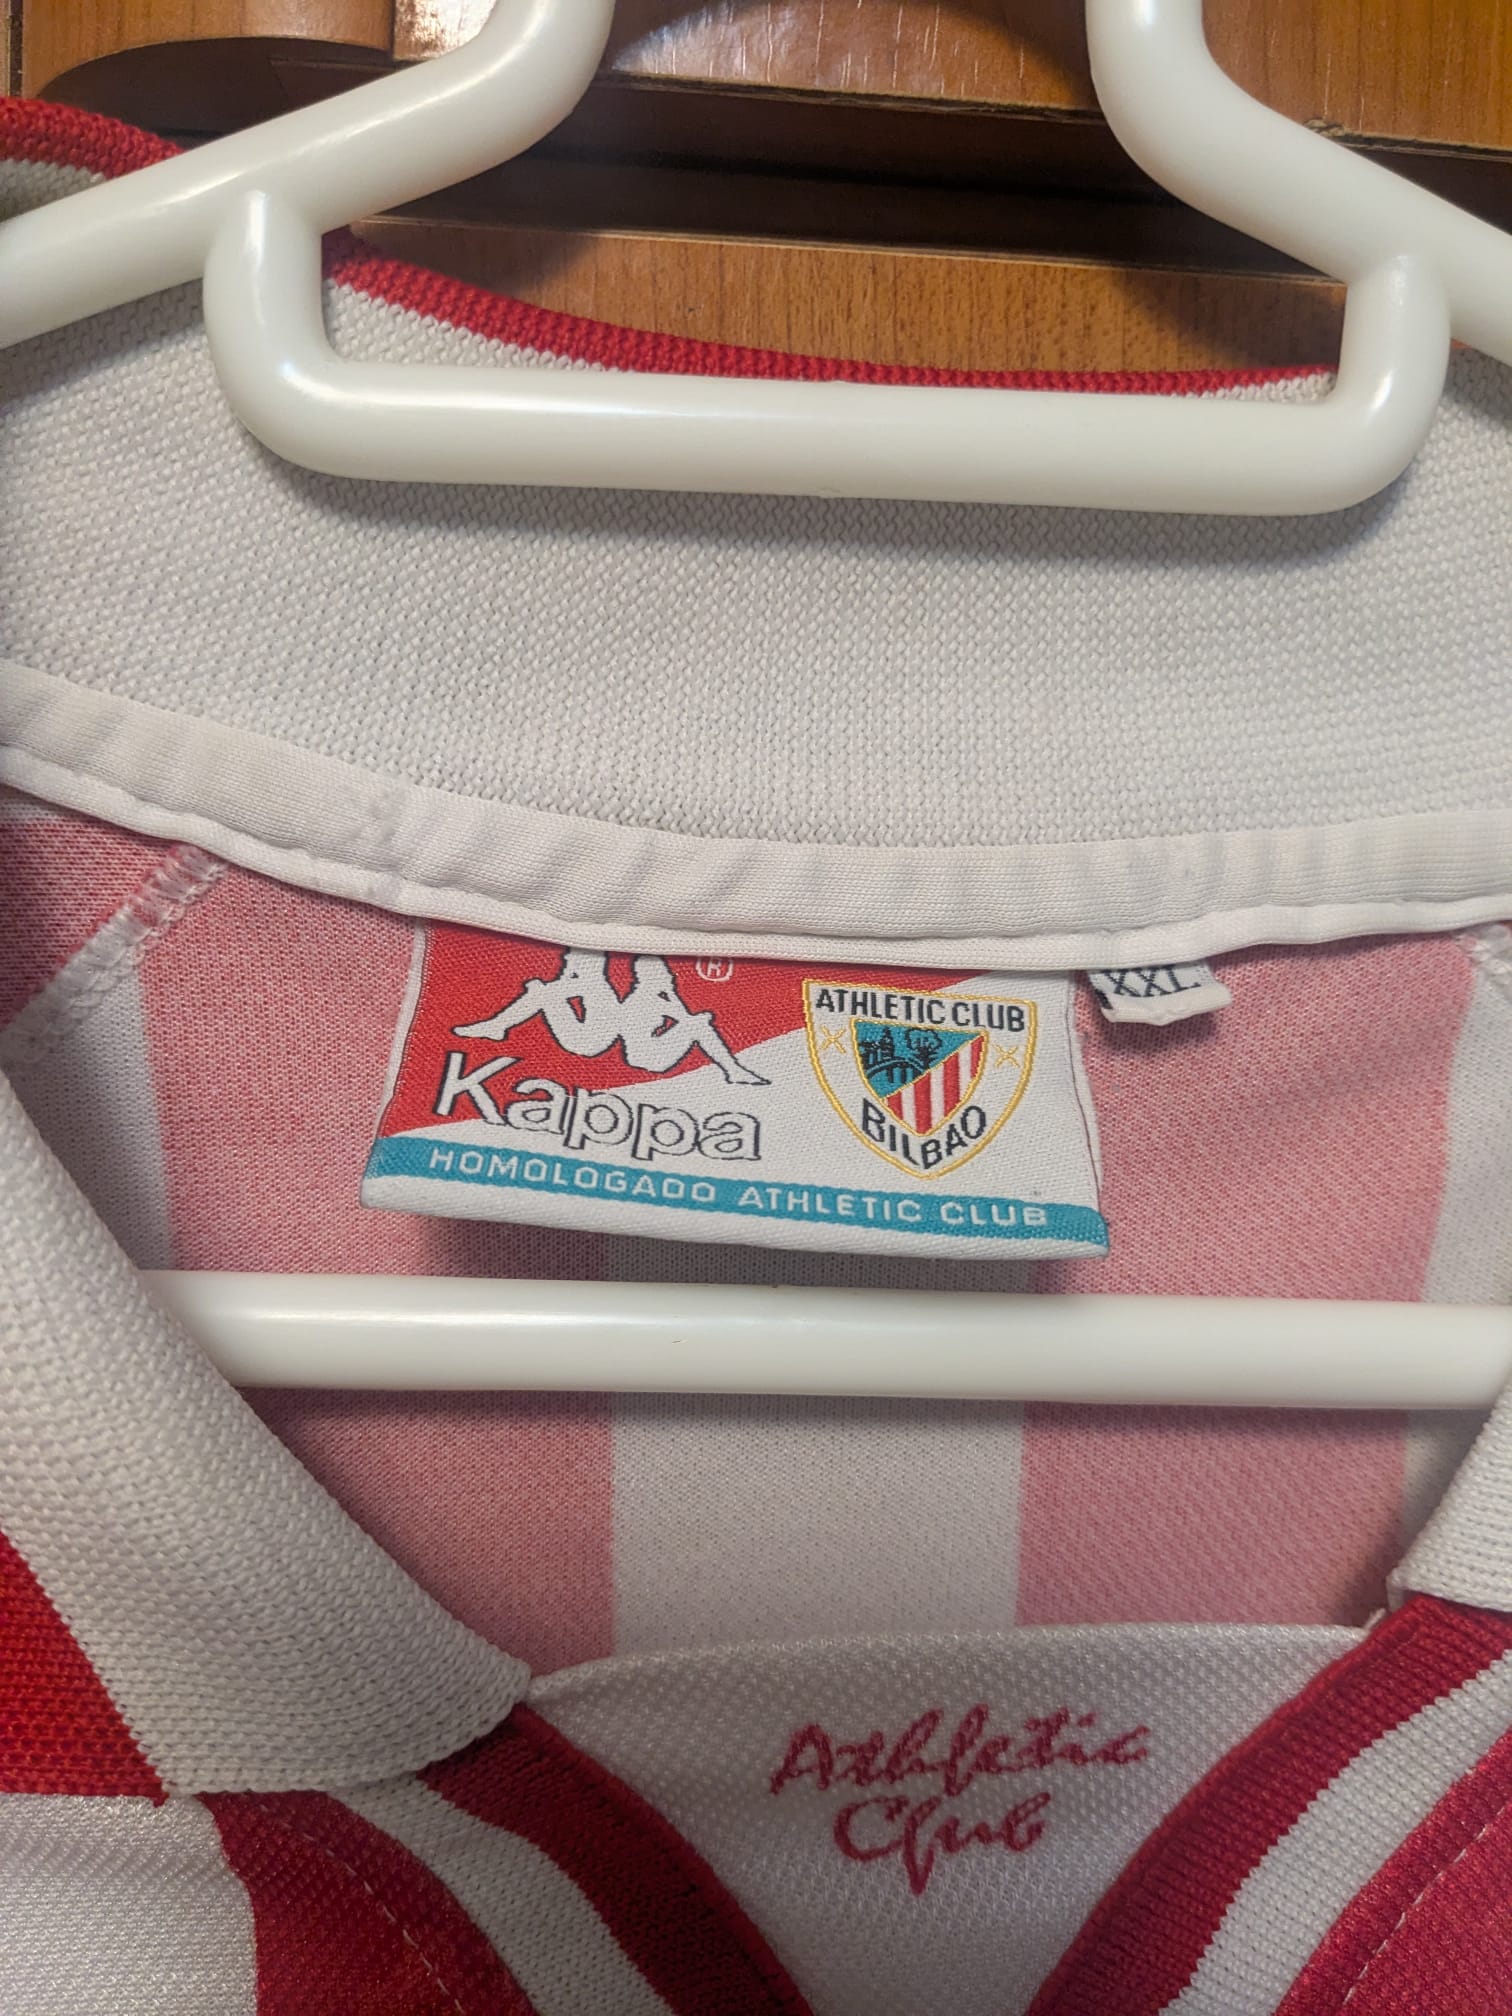 ®
Kappa
ATHLETIC CLUB
BILBAO
HOMOLOGADO ATHLETIC CLUB
XXL
Athletic
Club